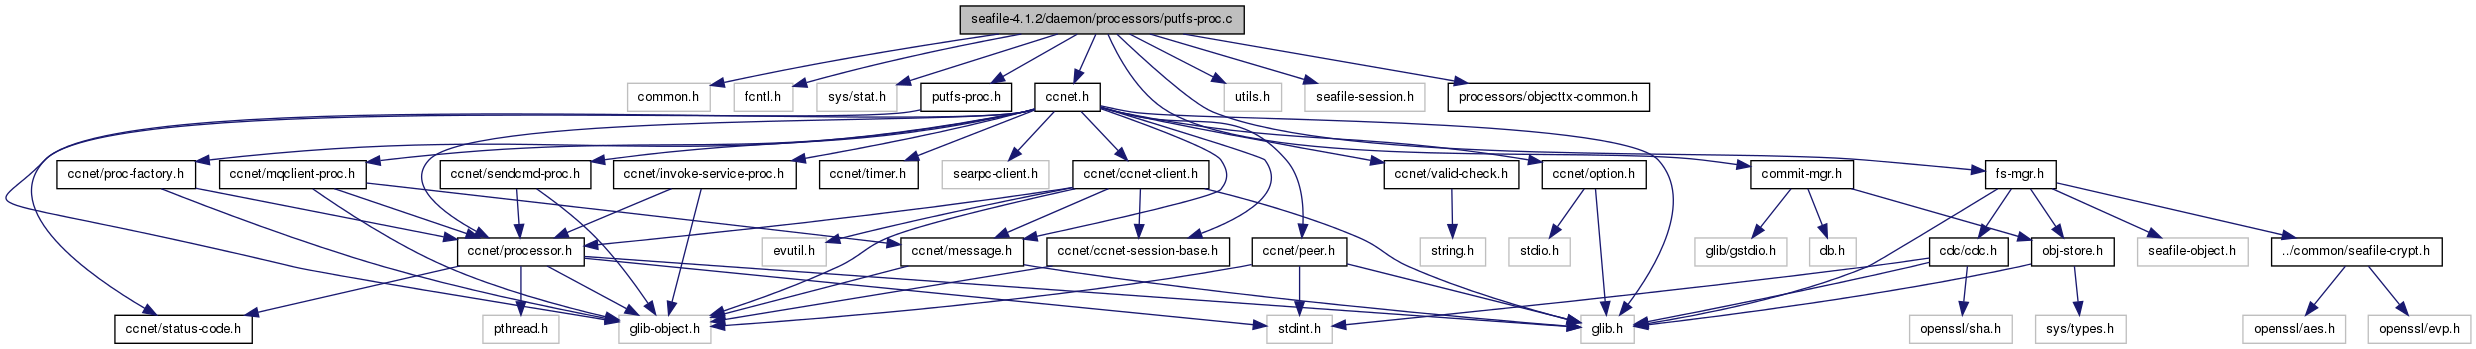 seafile-4.1.2/daemon/processors/putfs-proc.c
common.h
fcntl.h
sys/stat.h
putfs-proc.h
ccnet.h
utils.h
seafile-session.h
processors/objecttx-common.h
ccnet/proc-factory.h
ccnet/mqclient-proc.h
ccnet/sendcmd-proc.h
ccnet/invoke-service-proc.h
ccnet/timer.h
searpc-client.h
ccnet/ccnet-client.h
ccnet/valid-check.h
ccnet/option.h
commit-mgr.h
fs-mgr.h
ccnet/processor.h
evutil.h
ccnet/message.h
ccnet/ccnet-session-base.h
ccnet/peer.h
string.h
stdio.h
glib/gstdio.h
db.h
cdc/cdc.h
obj-store.h
seafile-object.h
../common/seafile-crypt.h
ccnet/status-code.h
pthread.h
glib-object.h
stdint.h
glib.h
openssl/sha.h
sys/types.h
openssl/aes.h
openssl/evp.h